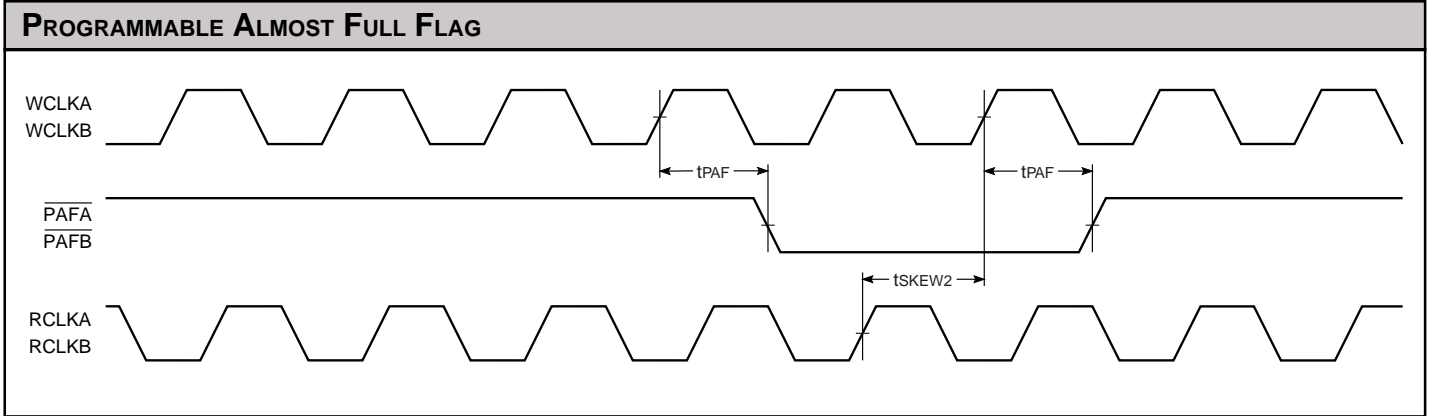 PROGRAMMABLE ALMOST FULL FLAG
WCLKA
WCLKB
tPAF
tPAF
PAFA
PAFB
tSKEW2
RCLKA
RCLKB